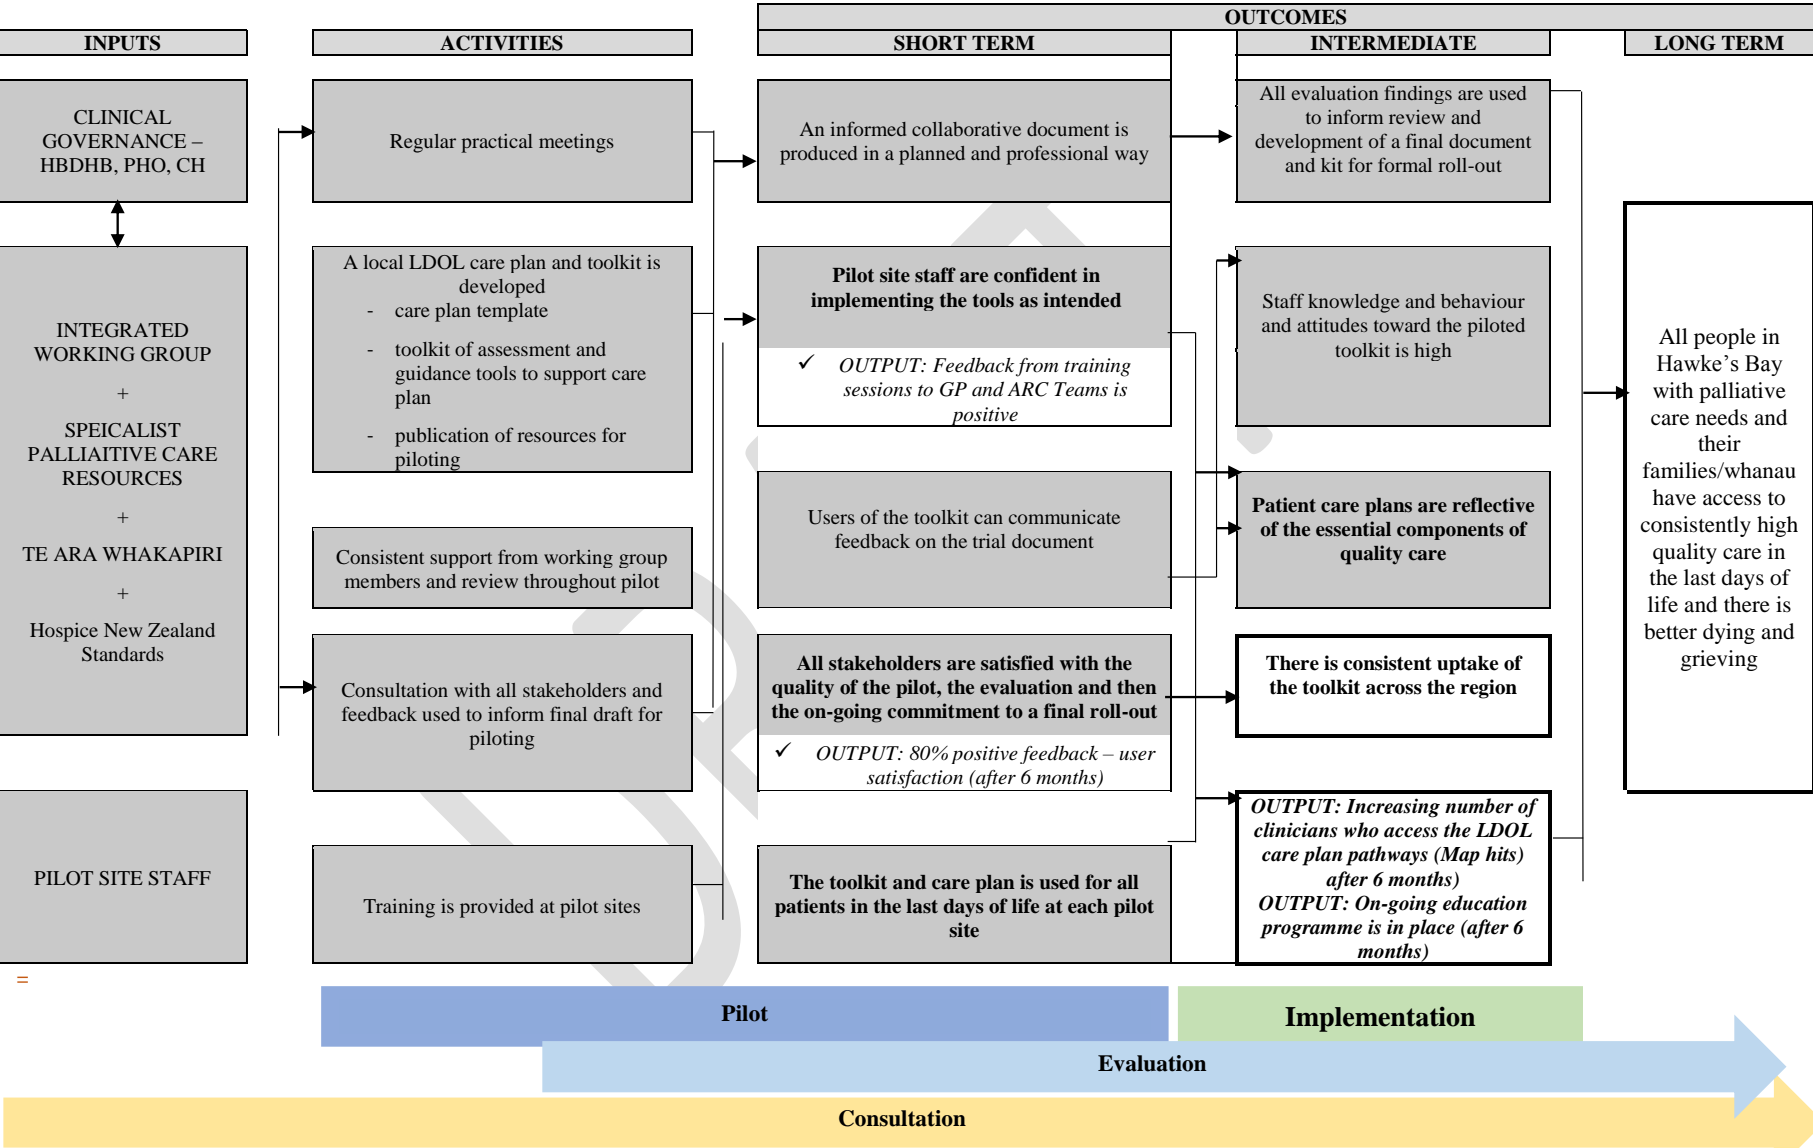 OUTCOMES
INPUTS
ACTIVITIES
SHORT TERM
INTERMEDIATE
LONG TERM
CLINICAL
GOVERNANCE –
HBDHB, PHO, CH
INTEGRATED
WORKING GROUP
+
SPEICALIST
PALLIAITIVE CARE
RESOURCES
+
TE ARA WHAKAPIRI
+
Hospice New Zealand
Standards
PILOT SITE STAFF
Regular practical meetings
A local LDOL care plan and toolkit is
developed
- care plan template
- toolkit of assessment and
guidance tools to support care
plan
- publication of resources for
piloting
Consistent support from working group
members and review throughout pilot
Consultation with all stakeholders and
feedback used to inform final draft for
piloting
Training is provided at pilot sites
An informed collaborative document is
produced in a planned and professional way
Pilot site staff are confident in
implementing the tools as intended
✓ OUTPUT: Feedback from training
sessions to GP and ARC Teams is
positive
Users of the toolkit can communicate
feedback on the trial document
All stakeholders are satisfied with the
quality of the pilot, the evaluation and then
the on-going commitment to a final roll-out
✓ OUTPUT: 80% positive feedback – user
satisfaction (after 6 months)
The toolkit and care plan is used for all
patients in the last days of life at each pilot
site
All evaluation findings are used
to inform review and
development of a final document
and kit for formal roll-out
Staff knowledge and behaviour
and attitudes toward the piloted
toolkit is high
Patient care plans are reflective
of the essential components of
quality care
There is consistent uptake of
the toolkit across the region
OUTPUT: Increasing number of
clinicians who access the LDOL
care plan pathways (Map hits)
after 6 months)
OUTPUT: On-going education
programme is in place (after 6
months)
All people in
Hawke's Bay
with palliative
care needs and
their
families/whanau
have access to
consistently high
quality care in
the last days of
life and there is
better dying and
grieving
=
Pilot
Implementation
Evaluation
Consultation